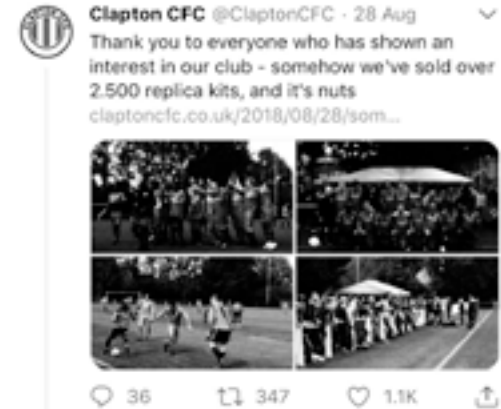 Clapton CFC @ClaptonCFC · 28 Aug
Thank you to everyone who has shown an
interest in our club - somehow we've sold over
2.500 replica kits, and it's nuts
claptoncfc.co.uk/2018/08/28/som...
36 347 1.1K